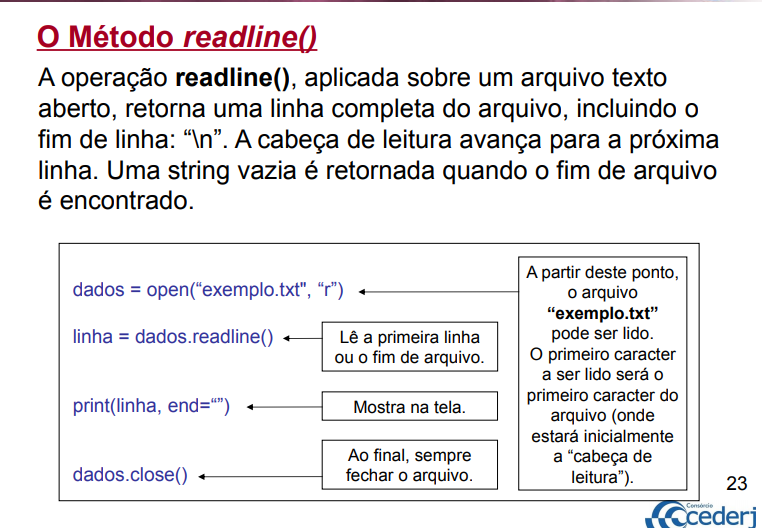 O Método readline()
A operação readline(), aplicada sobre um arquivo texto
aberto, retorna uma linha completa do arquivo, incluindo o
fim de linha: “\n”. A cabeça de leitura avança para a próxima
linha. Uma string vazia é retornada quando o fim de arquivo
é encontrado.
dados = open(“exemplo.txt", “r”)
linha = dados.readline()
Lê a primeira linha
ou o fim de arquivo.
print(linha, end=“”)
Mostra na tela.
dados.close()
Ao final, sempre
fechar o arquivo.
A partir deste ponto,
o arquivo
“exemplo.txt”
pode ser lido.
O primeiro caracter
a ser lido será o
primeiro caracter do
arquivo (onde
estará inicialmente
a “cabeça de
leitura”).
23
Consórcio
cederj